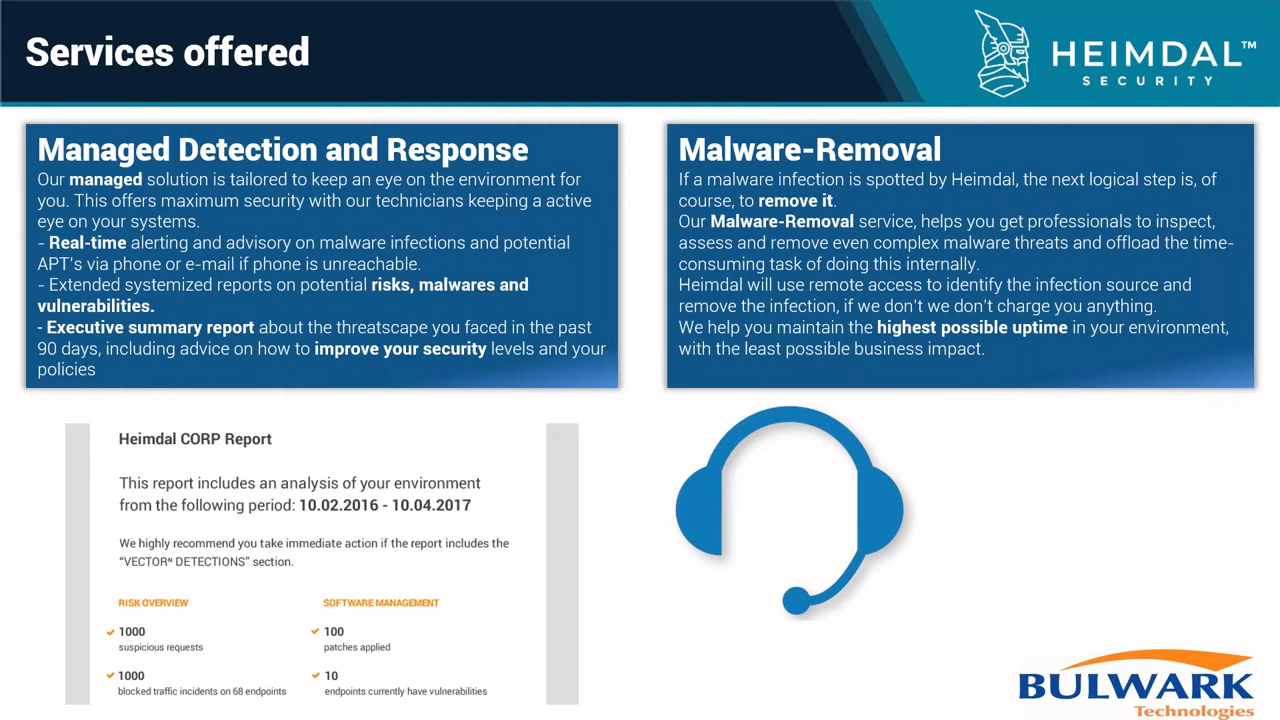 Services offered
HEIMDAL™
SECURITY
Managed Detection and Response
Our managed solution is tailored to keep an eye on the environment for
you. This offers maximum security with our technicians keeping a active
eye on your systems.
- Real-time alerting and advisory on malware infections and potential
APT's via phone or e-mail if phone is unreachable.
- Extended systemized reports on potential risks, malwares and
vulnerabilities.
- Executive summary report about the threatscape you faced in the past
90 days, including advice on how to improve your security levels and your
policies
Malware-Removal
If a malware infection is spotted by Heimdal, the next logical step is, of
course, to remove it.
Our Malware-Removal service, helps you get professionals to inspect,
assess and remove even complex malware threats and offload the time-
consuming task of doing this internally.
Heimdal will use remote access to identify the infection source and
remove the infection, if we don't we don't charge you anything.
We help you maintain the highest possible uptime in your environment,
with the least possible business impact.
Heimdal CORP Report
This report includes an analysis of your environment
from the following period: 10.02.2016 - 10.04.2017
We highly recommend you take immediate action if the report includes the
“VECTORᴺ DETECTIONS” section.
RISK OVERVIEW
SOFTWARE MANAGEMENT
1000
suspicious requests
100
patches applied
1000
blocked traffic incidents on 68 endpoints
10
endpoints currently have vulnerabilities
BULWARK
Technologies